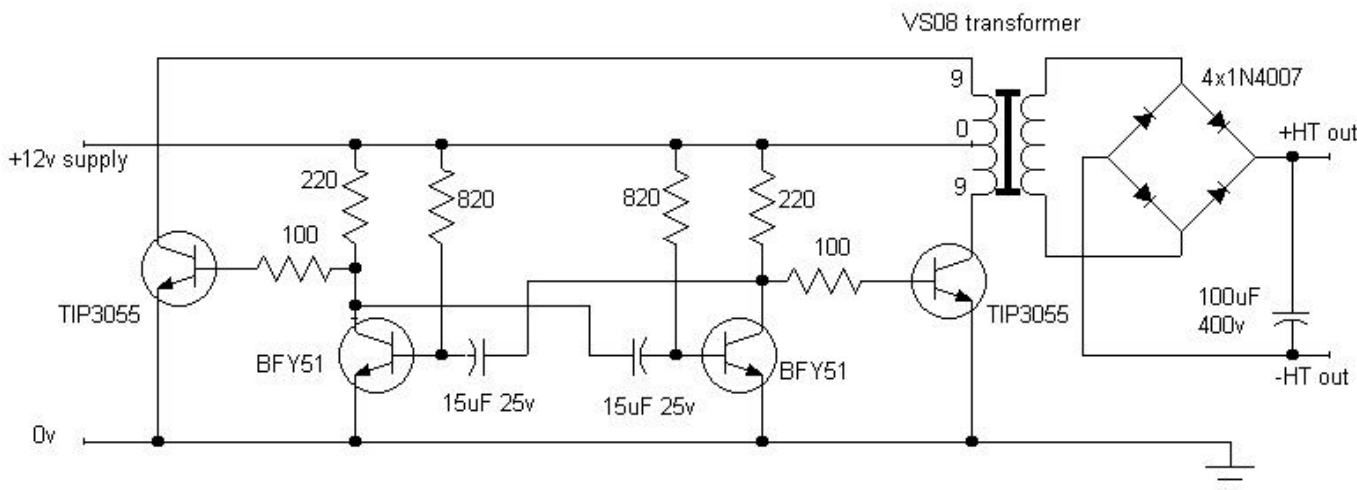 VS08 transformer
9
4x1N4007
0
+HT out
+12v supply
220
820
820
220
9
100
100
TIP3055
TIP3055
100uF
400v
BFY51
BFY51
-HT out
15uF 25v
15uF 25v
0v